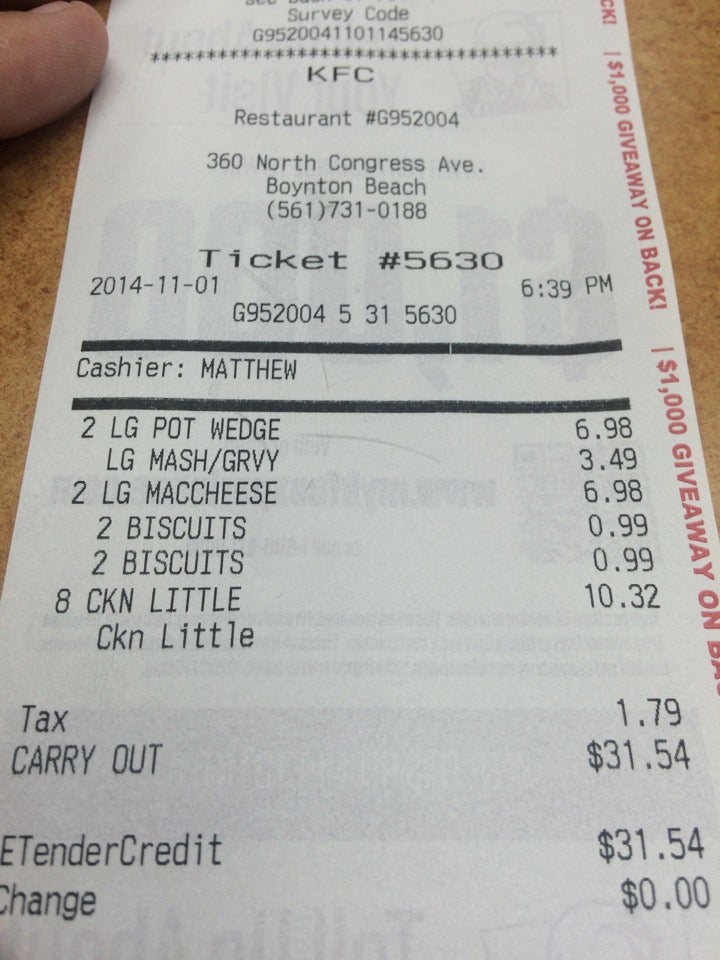 Survey Code
G9520041101145630
****************************************
KFC
Restaurant #G952004
360 North Congress Ave.
Boynton Beach
(561)731-0188
Ticket #5630
2014-11-01 6:39 PM
G952004 5 31 5630
Cashier: MATTHEW
2 LG POT WEDGE 6.98
LG MASH/GRVY 3.49
2 LG MACCHEESE 6.98
2 BISCUITS 0.99
2 BISCUITS 0.99
8 CKN LITTLE 10.32
Ckn Little
Tax 1.79
CARRY OUT $31.54
ETenderCredit $31.54
Change $0.00
CK! | $1,000 GIVEAWAY ON BACK! | $1,000 GIVEAWAY ON BA